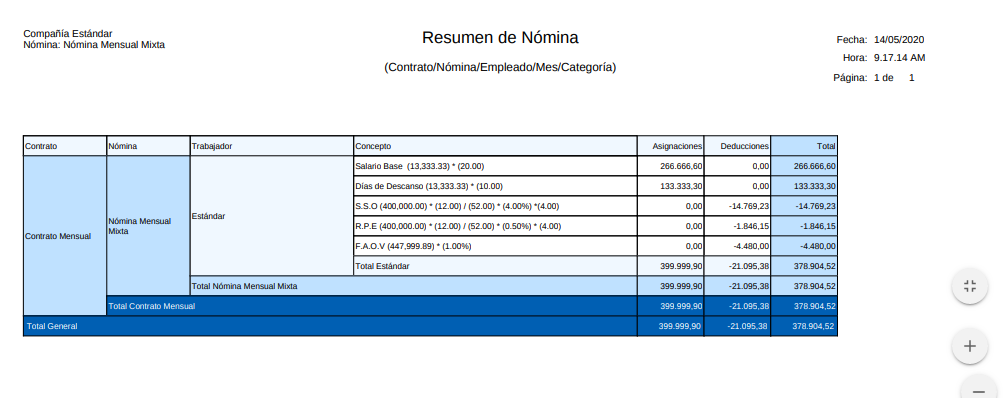 Compañía Estándar
Nómina: Nómina Mensual Mixta
Resumen de Nómina
(Contrato/Nómina/Empleado/Mes/Categoría)
Fecha: 14/05/2020
Hora: 9.17.14 AM
Página: 1 de 1
Contrato Nómina Trabajador Concepto Asignaciones Deducciones Total
Contrato Mensual
Nómina Mensual
Mixta
Estándar
Salario Base (13,333.33) * (20.00) 266.666,60 0,00 266.666,60
Días de Descanso (13,333.33) * (10.00) 133.333,30 0,00 133.333,30
S.S.O (400,000.00) * (12.00) / (52.00) * (4.00%) *(4.00) 0,00 -14.769,23 -14.769,23
R.P.E (400,000.00) * (12.00) / (52.00) * (0.50%) * (4.00) 0,00 -1.846,15 -1.846,15
F.A.O.V (447,999.89) * (1.00%) 0,00 -4.480,00 -4.480,00
Total Estándar 399.999,90 -21.095,38 378.904,52
Total Nómina Mensual Mixta 399.999,90 -21.095,38 378.904,52
Total Contrato Mensual 399.999,90 -21.095,38 378.904,52
Total General 399.999,90 -21.095,38 378.904,52